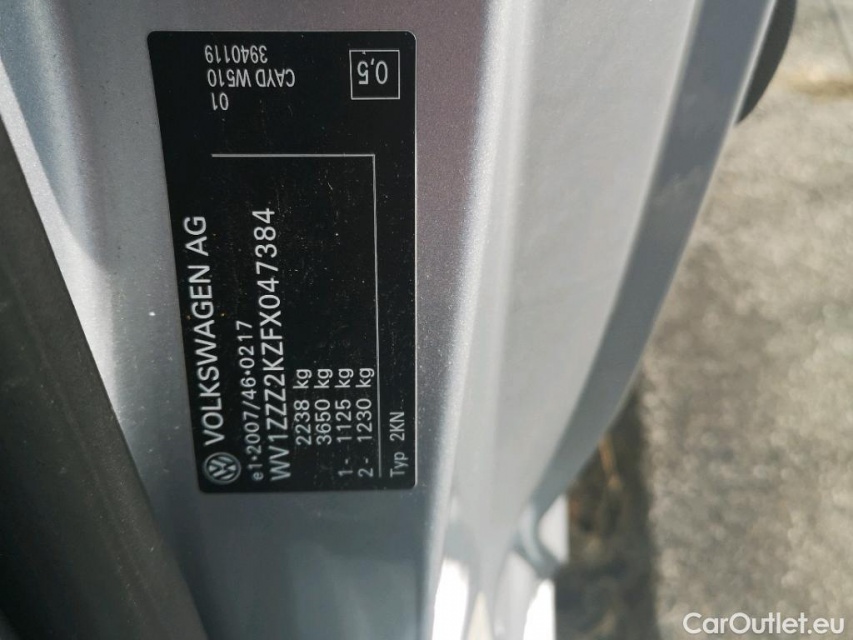 VOLKSWAGEN AG
e1*2007/46*0217
WV1ZZZ2KZFX047384
2238 kg
3650 kg
1- 1125 kg
2- 1230 kg
Typ 2KN
01
CAYD W510
3940119
0,5
CarOutlet.eu